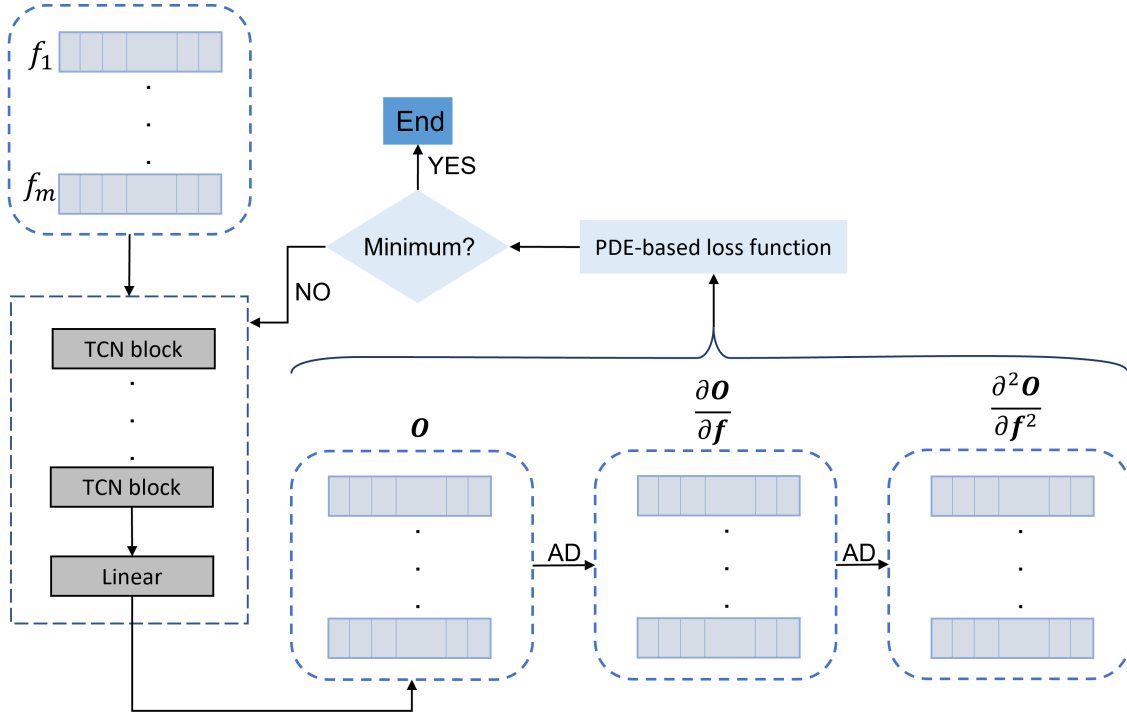 f₁
fₘ
End
YES
Minimum?
PDE-based loss function
NO
TCN block
TCN block
Linear
O
∂O
∂f
∂²O
∂f²
AD
AD